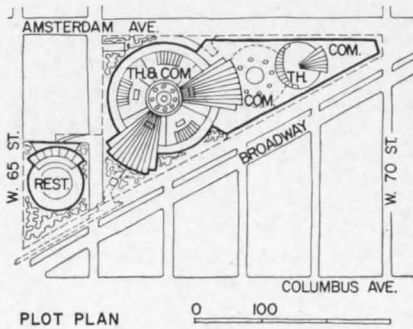 AMSTERDAM AVE.
TH. & COM.
COM.
TH.
COM.
W. 65 ST.
REST.
BROADWAY
W. 70 ST.
COLUMBUS AVE.
PLOT PLAN
0 100